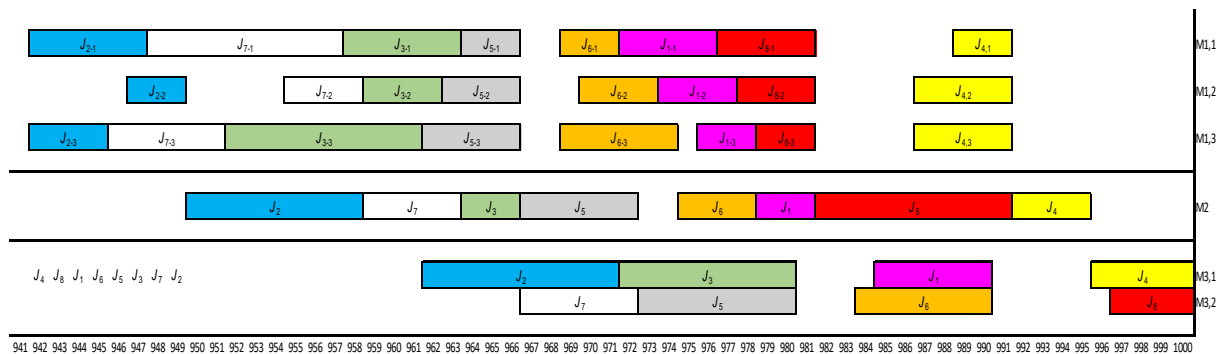 J2-1 J7-1 J3-1 J5-1 J6-1 J1-1 J8-1 J4,1 M1,1
J2-2 J7-2 J3-2 J5-2 J6-2 J1-2 J8-2 J4,2 M1,2
J2-3 J7-3 J3-3 J5-3 J6-3 J1-3 J8-3 J4,3 M1,3
J2 J7 J3 J5 J6 J1 J8 J4 M2
J4 J8 J1 J6 J5 J3 J7 J2 J2 J3 J1 J4 M3,1
J7 J5 J6 J8 M3,2
941 942 943 944 945 946 947 948 949 950 951 952 953 954 955 956 957 958 959 960 961 962 963 964 965 966 967 968 969 970 971 972 973 974 975 976 977 978 979 980 981 982 983 984 985 986 987 988 989 990 991 992 993 994 995 996 997 998 999 1000